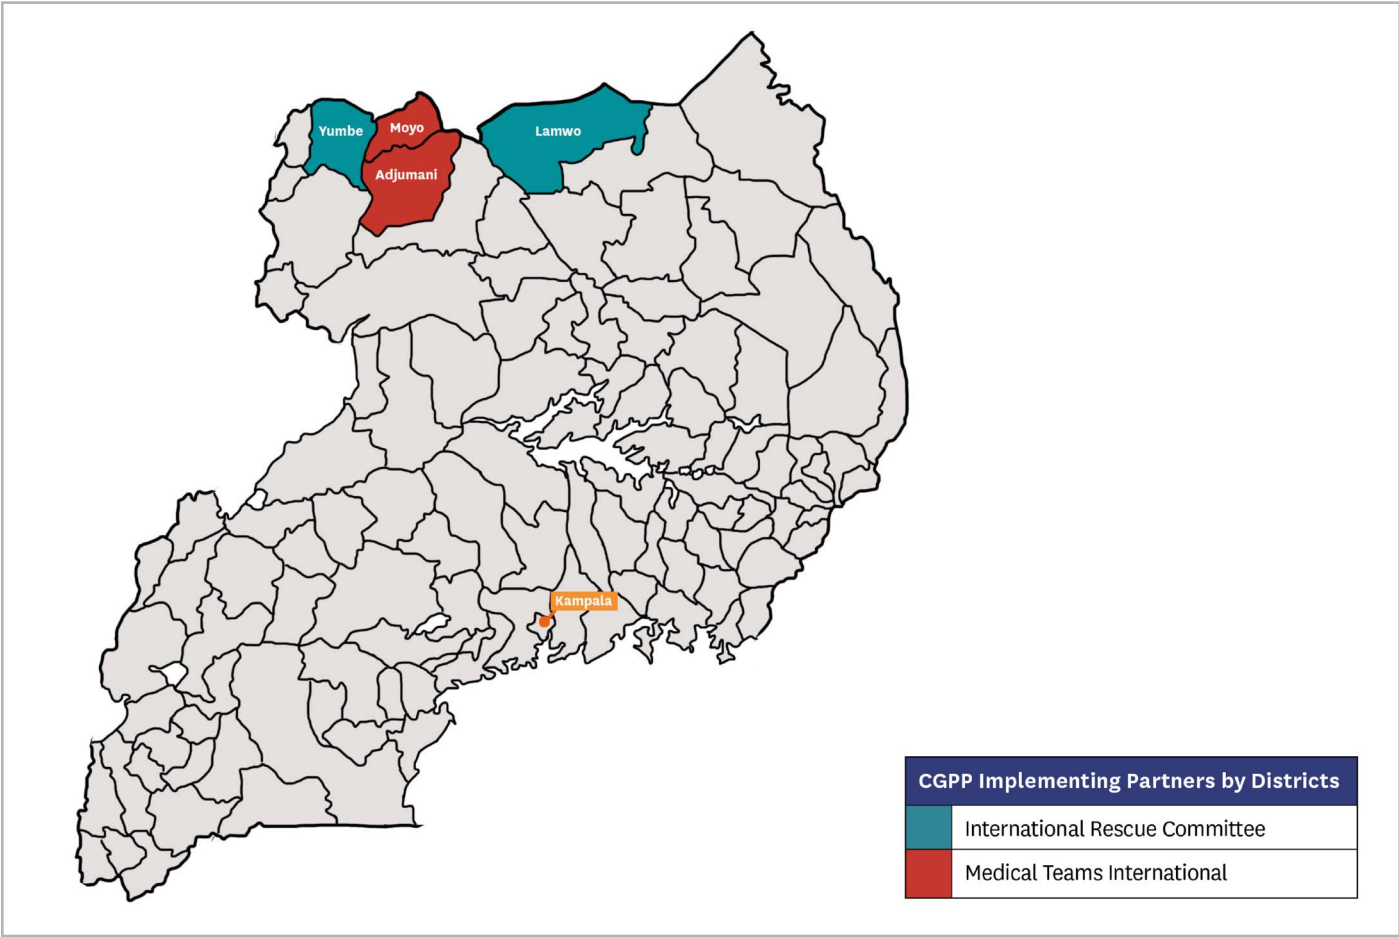 Yumbe
Moyo
Lamwo
Adjumani
Kampala
CGPP Implementing Partners by Districts
International Rescue Committee
Medical Teams International